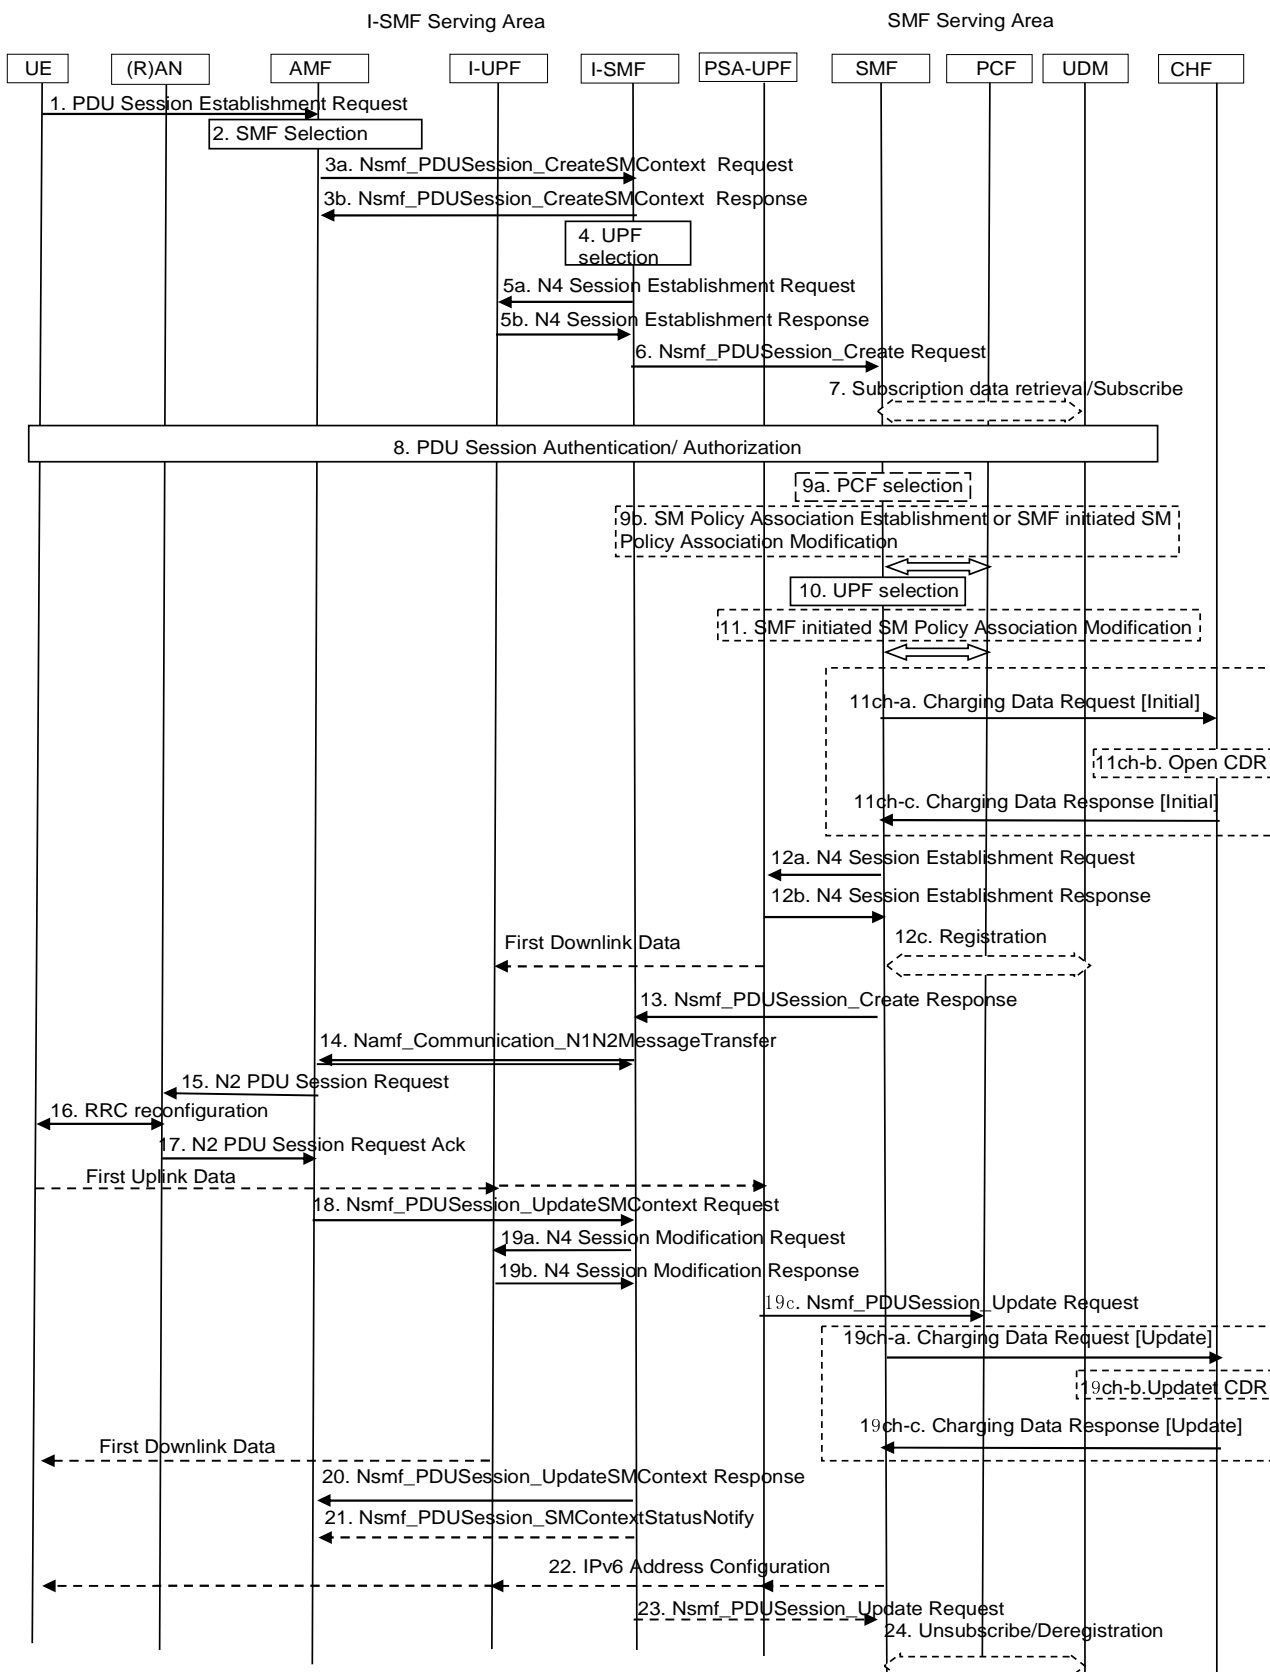 I-SMF Serving Area
SMF Serving Area
UE
(R)AN
AMF
I-UPF
I-SMF
PSA-UPF
SMF
PCF
UDM
CHF
1. PDU Session Establishment Request
2. SMF Selection
3a. Nsmf_PDUSession_CreateSMContext Request
3b. Nsmf_PDUSession_CreateSMContext Response
4. UPF
selection
5a. N4 Session Establishment Request
5b. N4 Session Establishment Response
6. Nsmf_PDUSession_Create Request
7. Subscription data retrieval/Subscribe
8. PDU Session Authentication/ Authorization
9a. PCF selection
9b. SM Policy Association Establishment or SMF initiated SM
Policy Association Modification
10. UPF selection
11. SMF initiated SM Policy Association Modification
11ch-a. Charging Data Request [Initial]
11ch-b. Open CDR
11ch-c. Charging Data Response [Initial]
12a. N4 Session Establishment Request
12b. N4 Session Establishment Response
First Downlink Data
12c. Registration
13. Nsmf_PDUSession_Create Response
14. Namf_Communication_N1N2MessageTransfer
15. N2 PDU Session Request
16. RRC reconfiguration
17. N2 PDU Session Request Ack
First Uplink Data
18. Nsmf_PDUSession_UpdateSMContext Request
19a. N4 Session Modification Request
19b. N4 Session Modification Response
19c. Nsmf_PDUSession_Update Request
19ch-a. Charging Data Request [Update]
19ch-b.Updatet CDR
19ch-c. Charging Data Response [Update]
First Downlink Data
20. Nsmf_PDUSession_UpdateSMContext Response
21. Nsmf_PDUSession_SMContextStatusNotify
22. IPv6 Address Configuration
23. Nsmf_PDUSession_Update Request
24. Unsubscribe/Deregistration